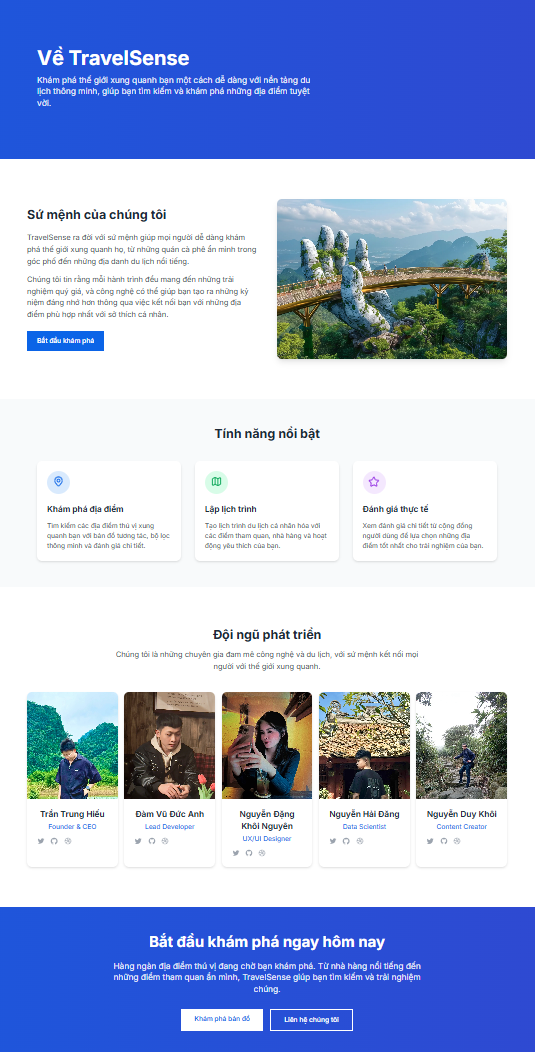 Về TravelSense
Khám phá thế giới xung quanh bạn một cách dễ dàng với nền tảng du
lịch thông minh, giúp bạn tìm kiếm và khám phá những địa điểm tuyệt
vời.
Sứ mệnh của chúng tôi
TravelSense ra đời với sứ mệnh giúp mọi người dễ dàng khám
phá thế giới xung quanh họ, từ những quán cà phê ẩn mình trong
góc phố đến những địa danh du lịch nổi tiếng.
Chúng tôi tin rằng mỗi hành trình đều mang đến những trải
nghiệm quý giá, và công nghệ có thể giúp bạn tạo ra những kỷ
niệm đáng nhớ hơn thông qua việc kết nối bạn với những địa
điểm phù hợp nhất với sở thích cá nhân.
Bắt đầu khám phá
Tính năng nổi bật
Khám phá địa điểm
Tìm kiếm các địa điểm thú vị xung
quanh bạn với bản đồ tương tác, bộ lọc
thông minh và đánh giá chi tiết.
Lập lịch trình
Tạo lịch trình du lịch cá nhân hóa với
các điểm tham quan, nhà hàng và hoạt
động yêu thích của bạn.
Đánh giá thực tế
Xem đánh giá chi tiết từ cộng đồng
người dùng để lựa chọn những địa
điểm tốt nhất cho trải nghiệm của bạn.
Đội ngũ phát triển
Chúng tôi là những chuyên gia đam mê công nghệ và du lịch, với sứ mệnh kết nối mọi
người với thế giới xung quanh.
Trần Trung Hiếu
Founder & CEO
Đàm Vũ Đức Anh
Lead Developer
Nguyễn Đặng
Khôi Nguyên
UX/UI Designer
Nguyễn Hải Đăng
Data Scientist
Nguyễn Duy Khôi
Content Creator
Bắt đầu khám phá ngay hôm nay
Hàng ngàn địa điểm thú vị đang chờ bạn khám phá. Từ nhà hàng nổi tiếng đến
những điểm tham quan ẩn mình, TravelSense giúp bạn tìm kiếm và trải nghiệm
chúng.
Khám phá bản đồ
Liên hệ chúng tôi